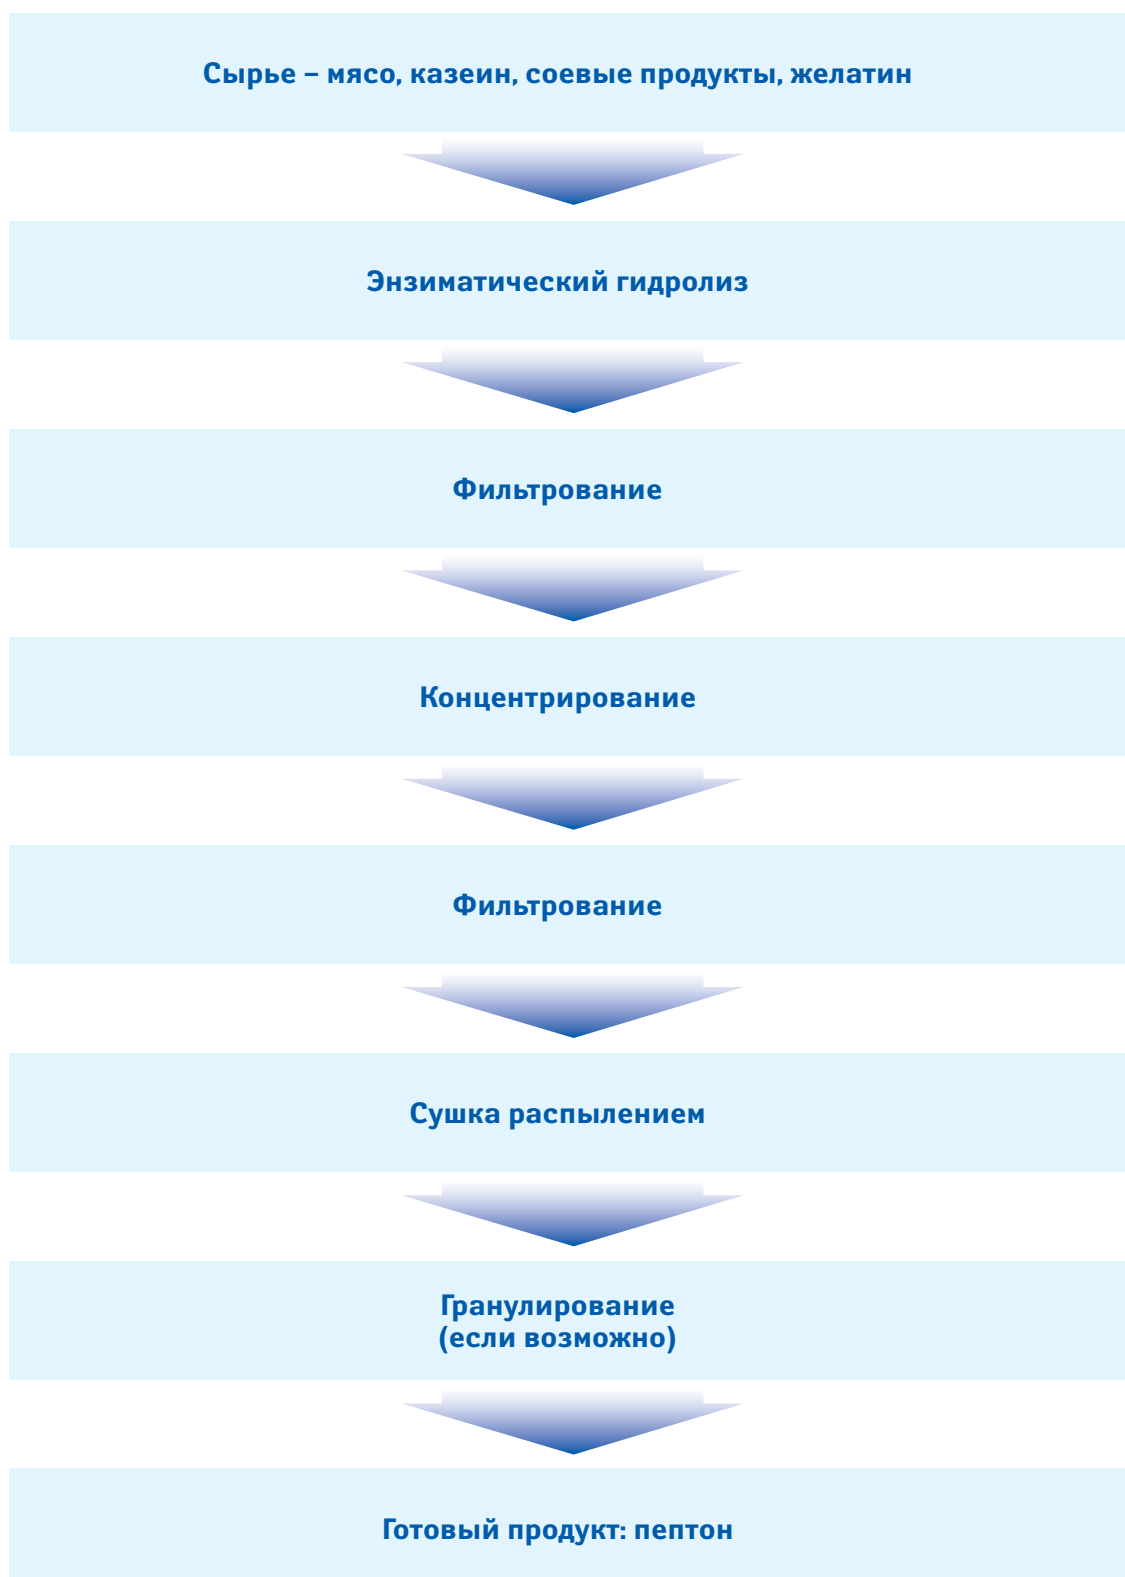 Сырье – мясо, казеин, соевые продукты, желатин
Энзиматический гидролиз
Фильтрование
Концентрирование
Фильтрование
Сушка распылением
Гранулирование
(если возможно)
Готовый продукт: пептон